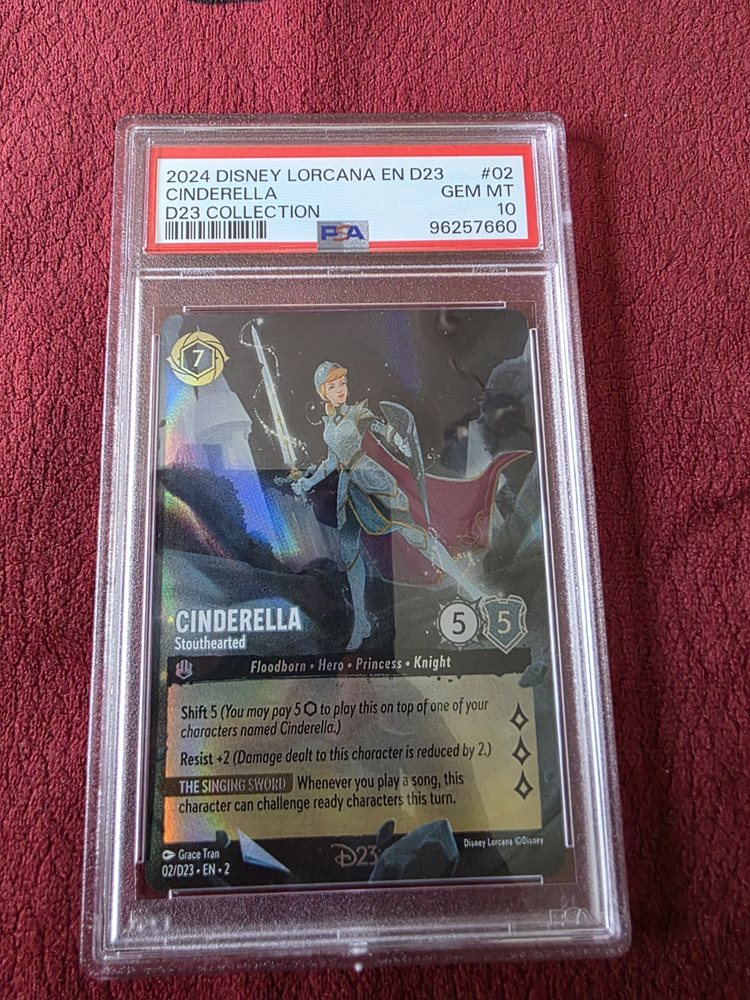 2024 DISNEY LORCANA EN D23 #02
CINDERELLA GEM MT
D23 COLLECTION 10
PSA 96257660
7
CINDERELLA
Stouthearted
5 5
Floodborn • Hero • Princess • Knight
Shift 5 (You may pay 5 to play this on top of one of your
characters named Cinderella.)
Resist +2 (Damage dealt to this character is reduced by 2.)
THE SINGING SWORD Whenever you play a song, this
character can challenge ready characters this turn.
Grace Tran
Disney Lorcana ©Disney
02/D23 • EN • 2
D23